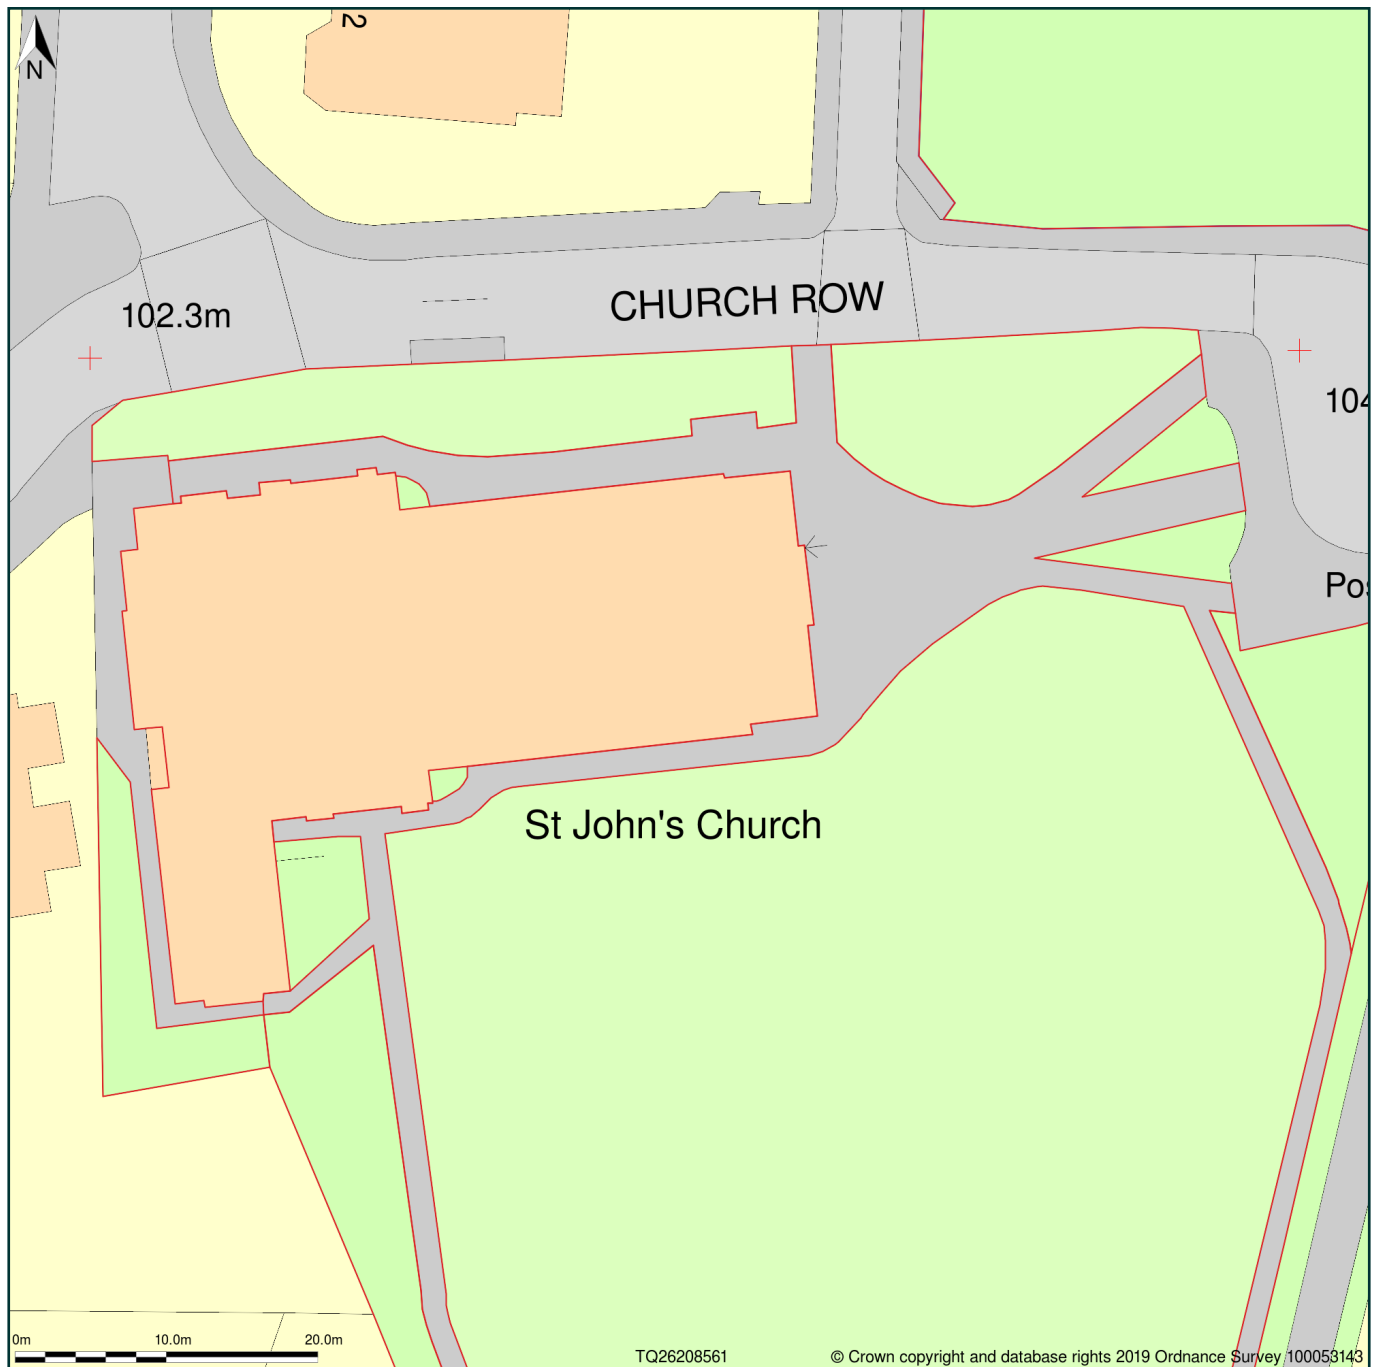 2
N
CHURCH ROW
102.3m
104
Pos
St John's Church
0m 10.0m 20.0m
TQ26208561
© Crown copyright and database rights 2019 Ordnance Survey 100053143